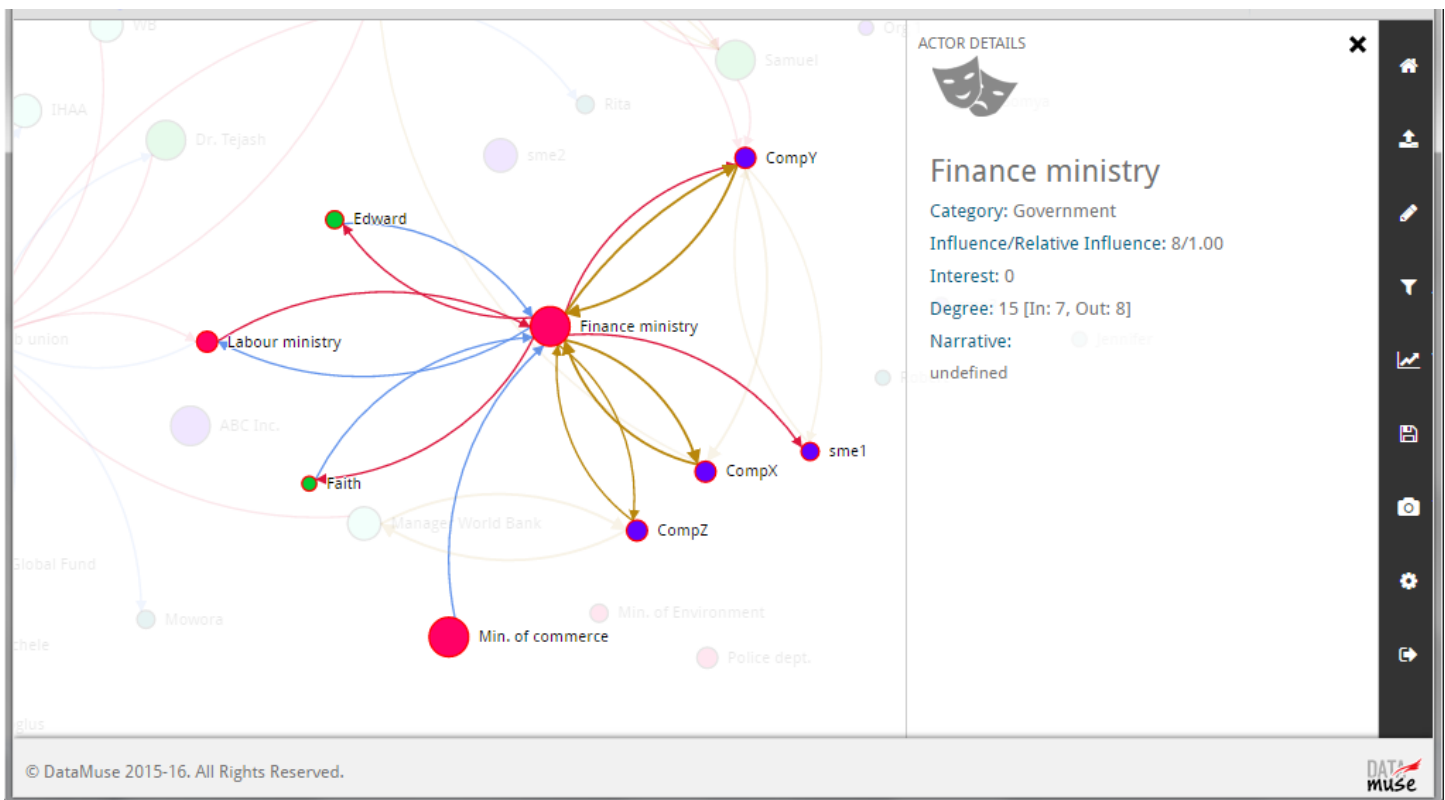 WB
Org
Samuel
IHAA
Rita
Dr. Tejash
sme2
CompY
Edward
Finance ministry
b union
Labour ministry
ABC Inc.
sme1
CompX
Faith
Manager World Bank
CompZ
Global Fund
Mowora
Min. of Environment
Min. of commerce
chele
Police dept.
gius
ACTOR DETAILS
Finance ministry
Category: Government
Influence/Relative Influence: 8/1.00
Interest: 0
Degree: 15 [In: 7, Out: 8]
Narrative:
Jennifer
undefined
© DataMuse 2015-16. All Rights Reserved.
DATA
muse